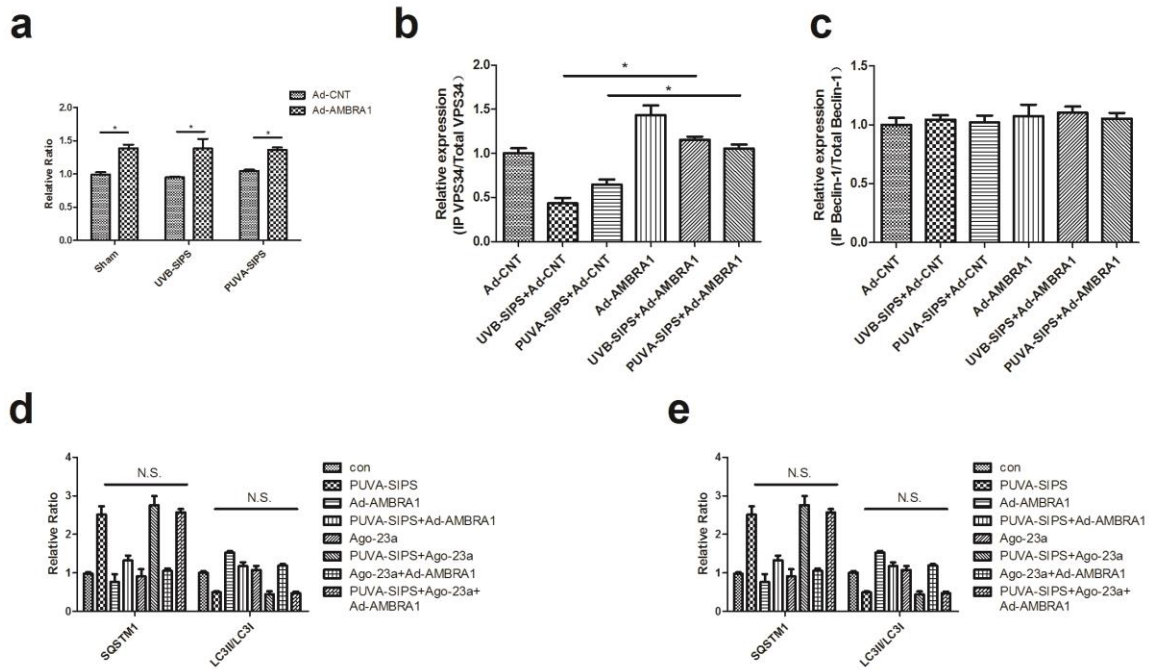 a
Ad-CNT
Ad-AMBRA1
Relative Ratio
2.0
1.5
1.0
0.5
0.0
*
*
*
Sham
UVB-SIPS
PUVA-SIPS
b
Relative expression
(IP VPS34/Total VPS34)
2.0
1.5
1.0
0.5
0.0
*
*
Ad-CNT
UVB-SIPS+Ad-CNT
PUVA-SIPS+Ad-CNT
Ad-AMBRA1
UVB-SIPS+Ad-AMBRA1
PUVA-SIPS+Ad-AMBRA1
c
Relative expression
(IP Beclin-1/Total Beclin-1)
1.5
1.0
0.5
0.0
Ad-CNT
UVB-SIPS+Ad-CNT
PUVA-SIPS+Ad-CNT
Ad-AMBRA1
UVB-SIPS+Ad-AMBRA1
PUVA-SIPS+Ad-AMBRA1
d
Relative Ratio
4
3
2
1
0
N.S.
N.S.
SQSTM1
LC3II/LC3I
con
PUVA-SIPS
Ad-AMBRA1
PUVA-SIPS+Ad-AMBRA1
Ago-23a
PUVA-SIPS+Ago-23a
Ago-23a+Ad-AMBRA1
PUVA-SIPS+Ago-23a+
Ad-AMBRA1
e
Relative Ratio
4
3
2
1
0
N.S.
N.S.
SQSTM1
LC3II/LC3I
con
PUVA-SIPS
Ad-AMBRA1
PUVA-SIPS+Ad-AMBRA1
Ago-23a
PUVA-SIPS+Ago-23a
Ago-23a+Ad-AMBRA1
PUVA-SIPS+Ago-23a+
Ad-AMBRA1